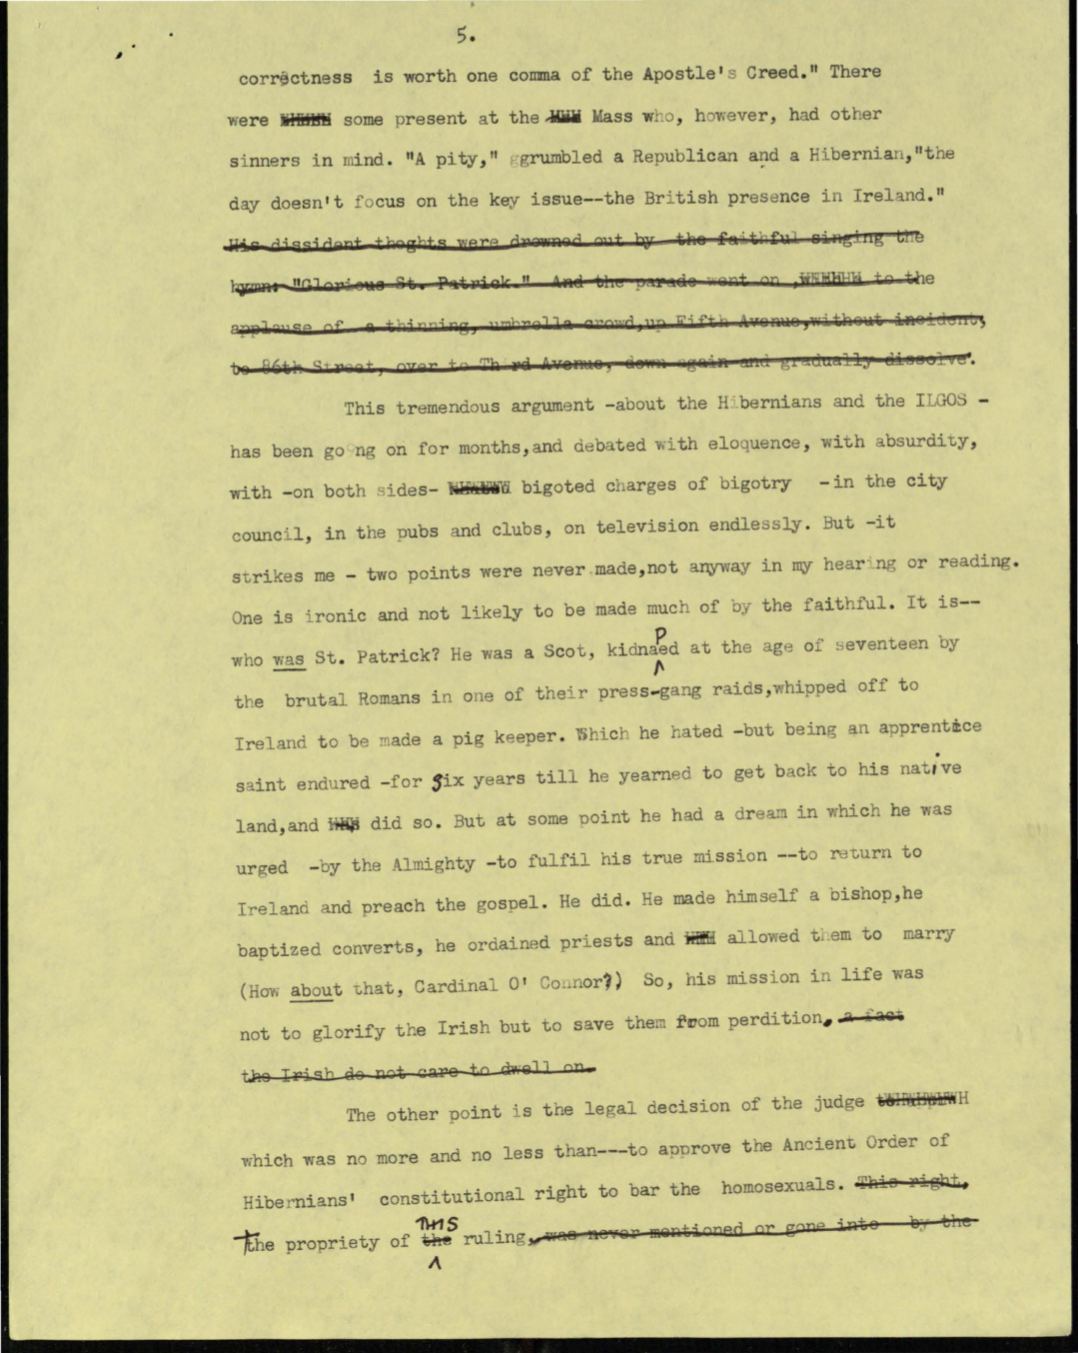 5.
correctness is worth one comma of the Apostle's Creed." There
were some present at the Mass who, however, had other
sinners in mind. "A pity," ggrumbled a Republican and a Hibernian,"the
day doesn't focus on the key issue--the British presence in Ireland."
His dissident theghts were drowned out by the faithful singing the
hymn: "Glorious St. Patrick." And the parade went on , to the
applause of a thinning, umbrella crowd,up Fifth Avenue,without incident,
to 86th Street, over to Th rd Avenue, down again and gradually dissolve.
This tremendous argument -about the Hibernians and the ILGOS -
has been going on for months,and debated with eloquence, with absurdity,
with -on both sides- bigoted charges of bigotry -in the city
council, in the pubs and clubs, on television endlessly. But -it
strikes me - two points were never made,not anyway in my hearing or reading.
One is ironic and not likely to be made much of by the faithful. It is--
who was St. Patrick? He was a Scot, kidnaPed at the age of seventeen by
the brutal Romans in one of their press-gang raids,whipped off to
Ireland to be made a pig keeper. Which he hated -but being an apprentice
saint endured -for six years till he yearned to get back to his native
land,and did so. But at some point he had a dream in which he was
urged -by the Almighty -to fulfil his true mission --to return to
Ireland and preach the gospel. He did. He made himself a bishop,he
baptized converts, he ordained priests and allowed them to marry
(How about that, Cardinal O' Connor?) So, his mission in life was
not to glorify the Irish but to save them from perdition, a fact
the Irish do not care to dwell on.
The other point is the legal decision of the judge
which was no more and no less than---to approve the Ancient Order of
Hibernians' constitutional right to bar the homosexuals. This right,
The propriety of the THIS ruling, was never mentioned or gone into by the